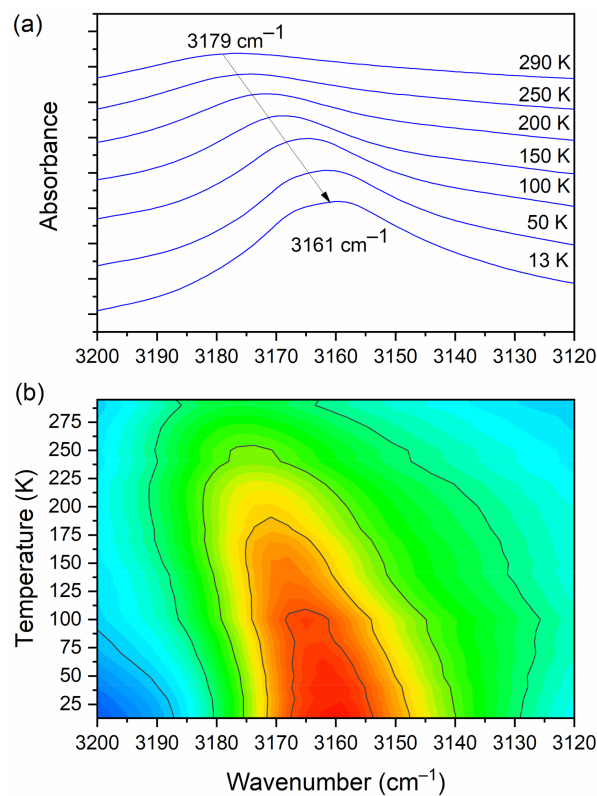 (a)
3179 cm⁻¹
290 K
250 K
200 K
150 K
100 K
50 K
13 K
3161 cm⁻¹
Absorbance
3200 3190 3180 3170 3160 3150 3140 3130 3120
(b)
275
250
225
200
175
150
125
100
75
50
25
Temperature (K)
3200 3190 3180 3170 3160 3150 3140 3130 3120
Wavenumber (cm⁻¹)